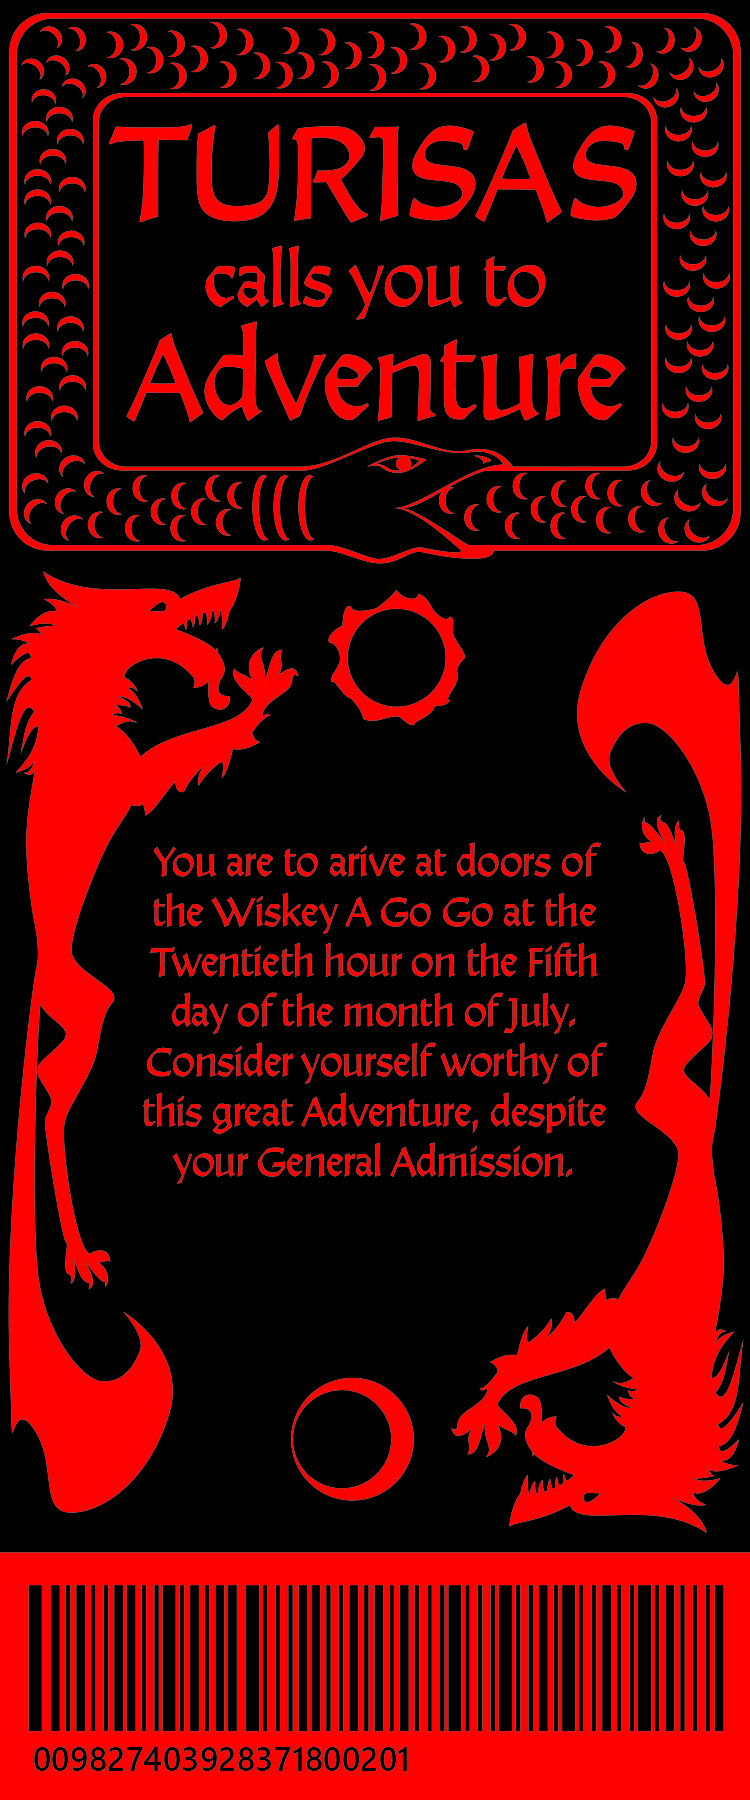 TURISAS
calls you to
Adventure
You are to arive at doors of
the Wiskey A Go Go at the
Twentieth hour on the Fifth
day of the month of July.
Consider yourself worthy of
this great Adventure, despite
your General Admission.
009827403928371800201